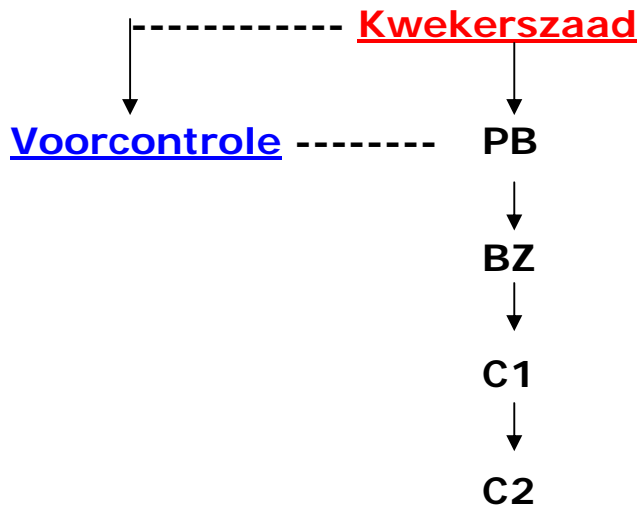 ------------ Kwekerszaad
Voorcontrole -------- PB
BZ
C1
C2